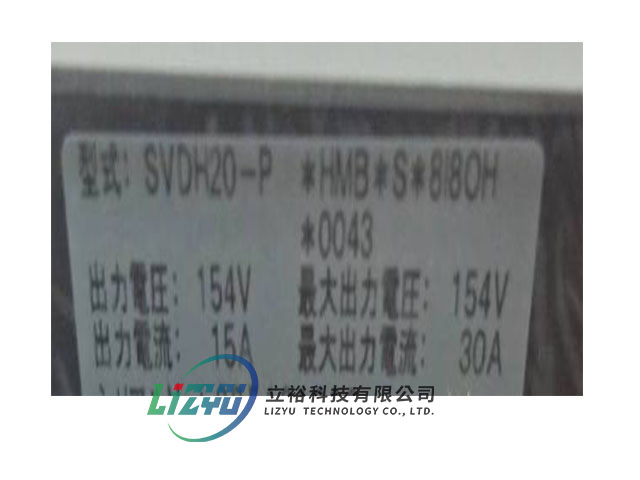 型式: SVDH20-P *HMB*S*8I80H
*0043
出力電圧: 154V 最大出力電圧: 154V
出力電流: 15A 最大出力電流: 30A
LIZYU 立裕科技有限公司
LIZYU TECHNOLOGY CO., LTD.